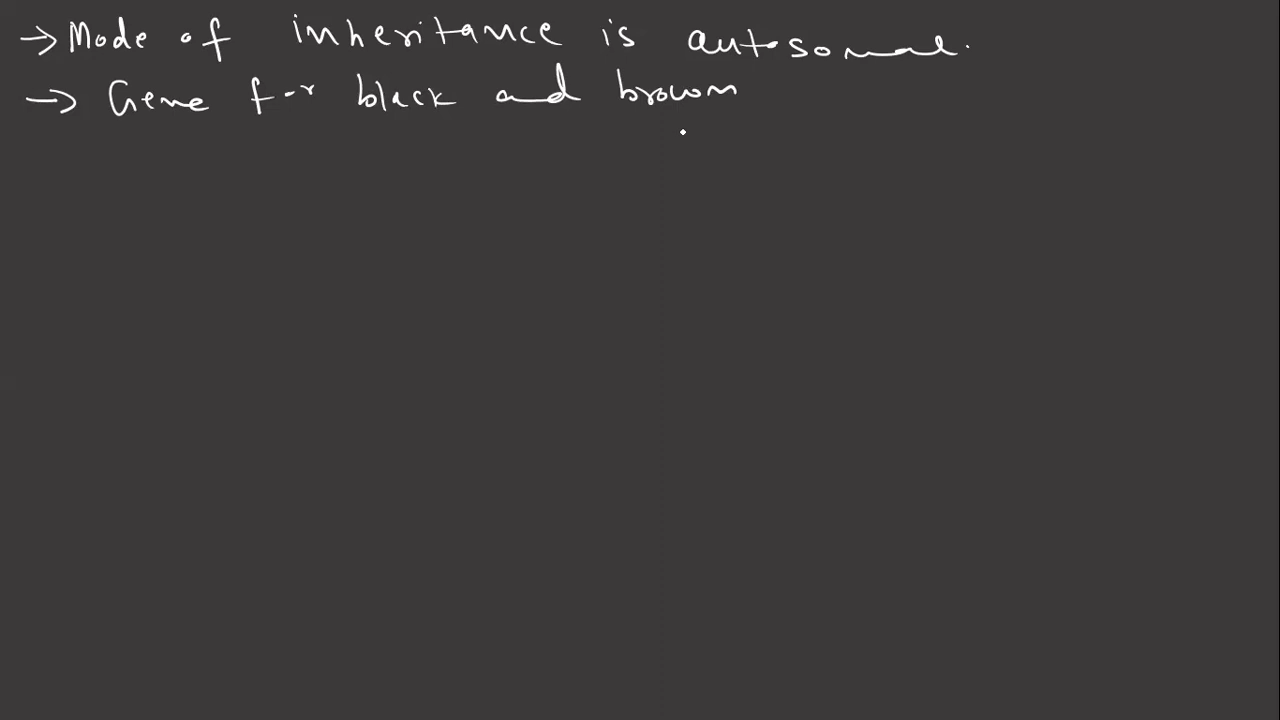 → Mode of inheritance is autosomal.
→ Gene for black and brown